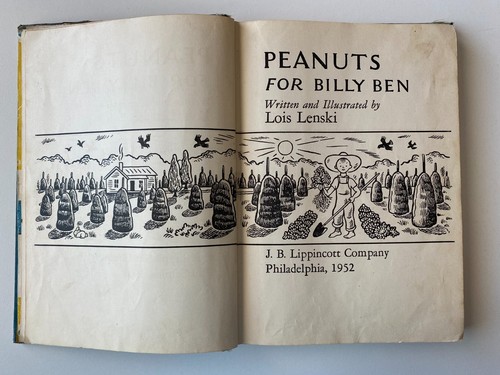 PEANUTS
FOR BILLY BEN
Written and Illustrated by
Lois Lenski
J. B. Lippincott Company
Philadelphia, 1952